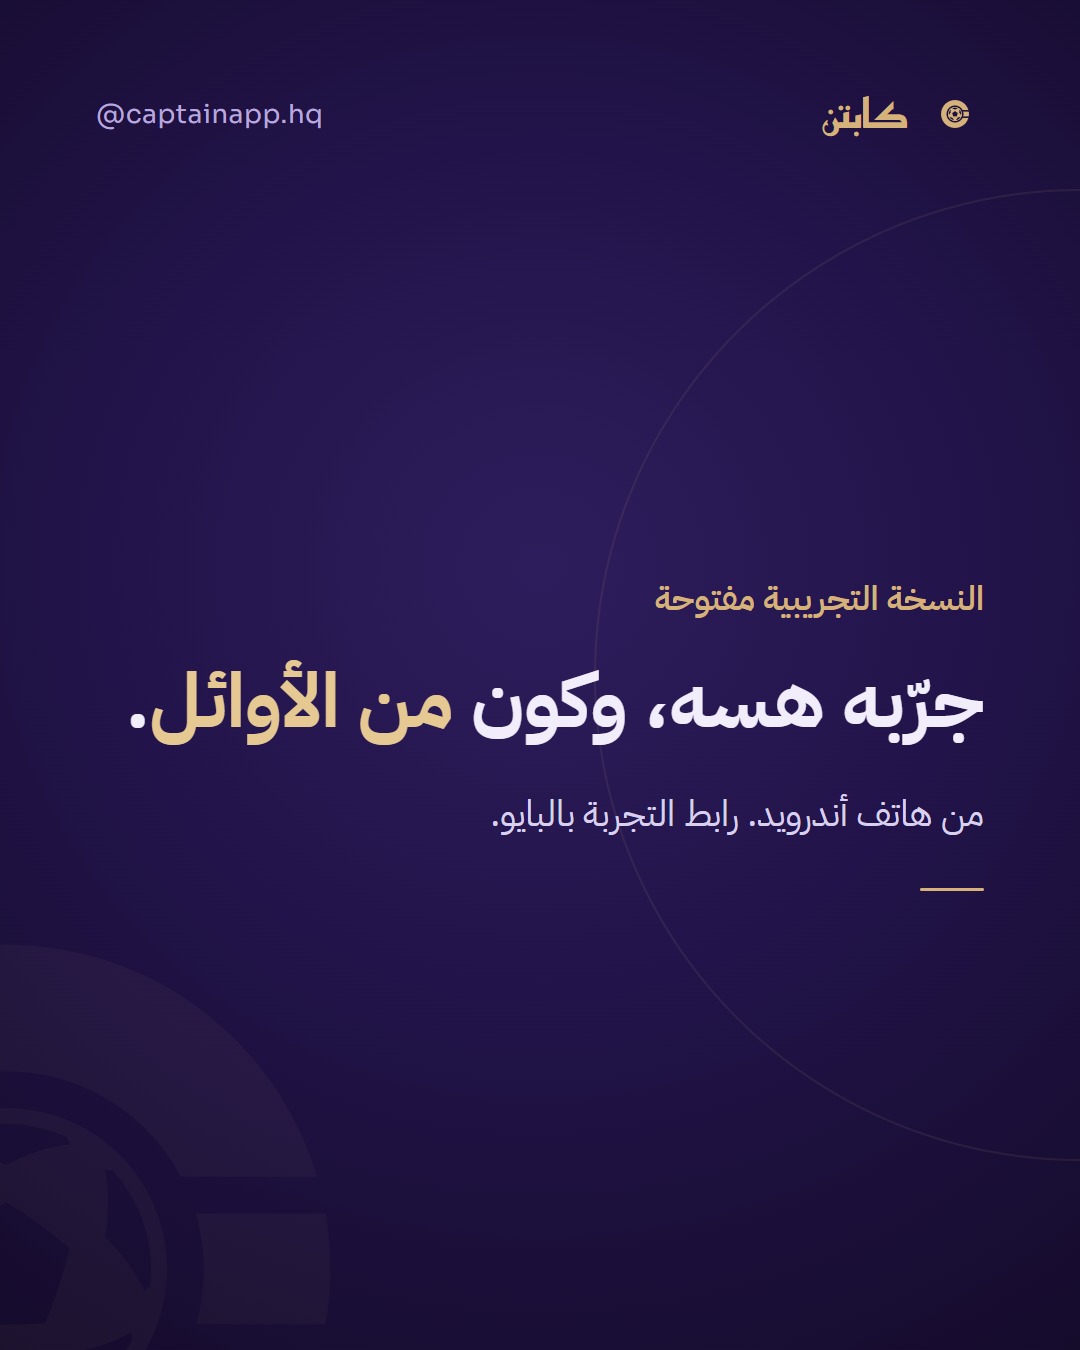 كابتن
@captainapp.hq
النسخة التجريبية مفتوحة
جرّبه هسه، وكون من الأوائل.
من هاتف أندرويد. رابط التجربة بالبايو.